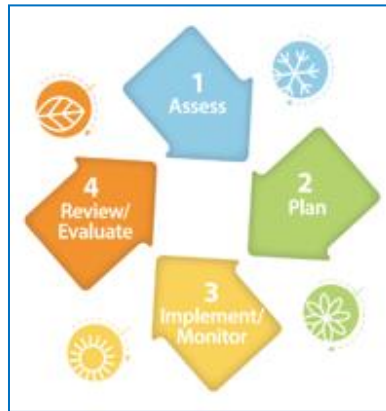 1
Assess
2
Plan
3
Implement/
Monitor
4
Review/
Evaluate